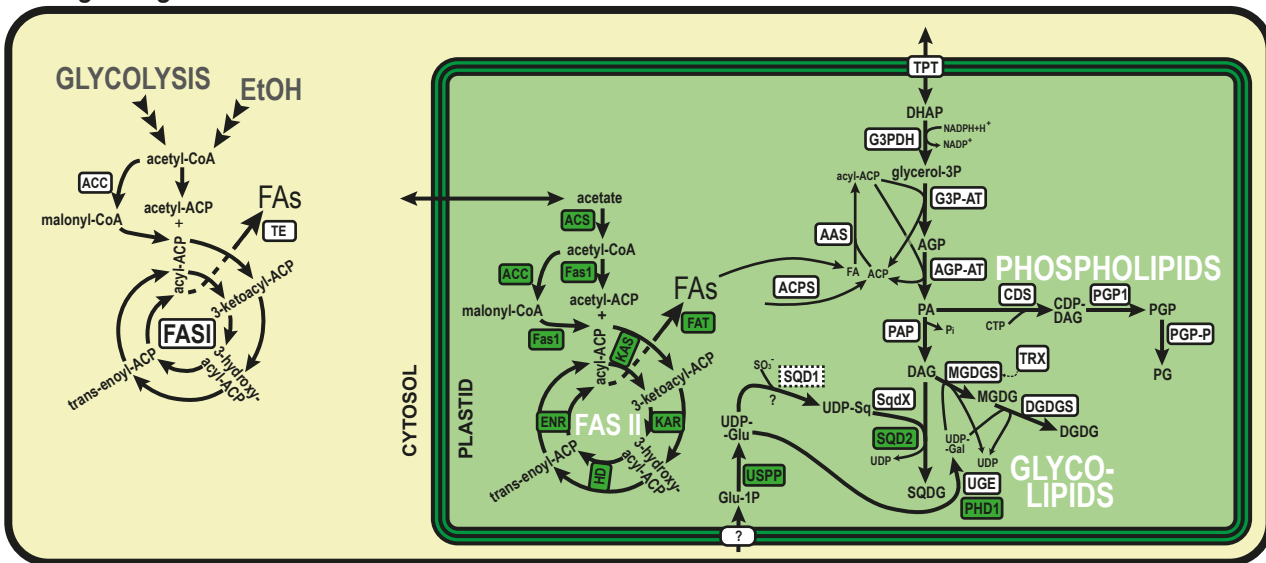 GLYCOLYSIS
EtOH
acetyl-CoA
ACC
acetyl-ACP
+
malonyl-CoA
FAs
TE
acyl-ACP
3-ketoacyl-ACP
FASI
3-hydroxy-
acyl-ACP
trans-enoyl-ACP
CYTOSOL
PLASTID
acetate
ACS
acetyl-CoA
ACC
Fas1
acetyl-ACP
+
malonyl-CoA
Fas1
FAs
FAT
KAS
acyl-ACP
3-ketoacyl-ACP
ENR
FAS II
KAR
3-hydroxy-
acyl-ACP
HD
trans-enoyl-ACP
TPT
DHAP
G3PDH
NADPH+H+
NADP+
acyl-ACP
glycerol-3P
G3P-AT
AAS
AGP
FA
ACP
AGP-AT
ACPS
PHOSPHOLIPIDS
PA
CDS
CTP
CDP-
DAG
PGP1
PGP
PGP-P
PG
PAP
Pi
DAG
MGDGS
TRX
MGDG
DGDGS
DGDG
SO3-
SQD1
?
UDP-Sq
SqdX
SQD2
UDP
SQDG
UDP-
-Glu
USPP
Glu-1P
?
UDP-
-Gal
UDP
UGE
PHD1
GLYCO-
LIPIDS